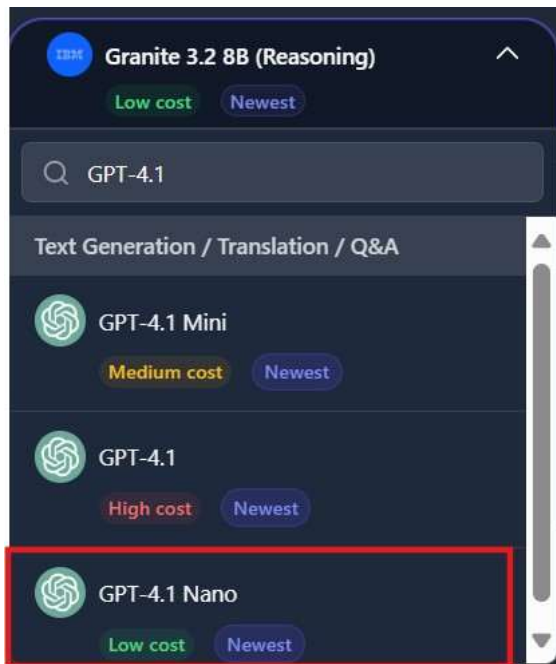 IBM Granite 3.2 8B (Reasoning)
Low cost Newest
GPT-4.1
Text Generation / Translation / Q&A
GPT-4.1 Mini
Medium cost Newest
GPT-4.1
High cost Newest
GPT-4.1 Nano
Low cost Newest